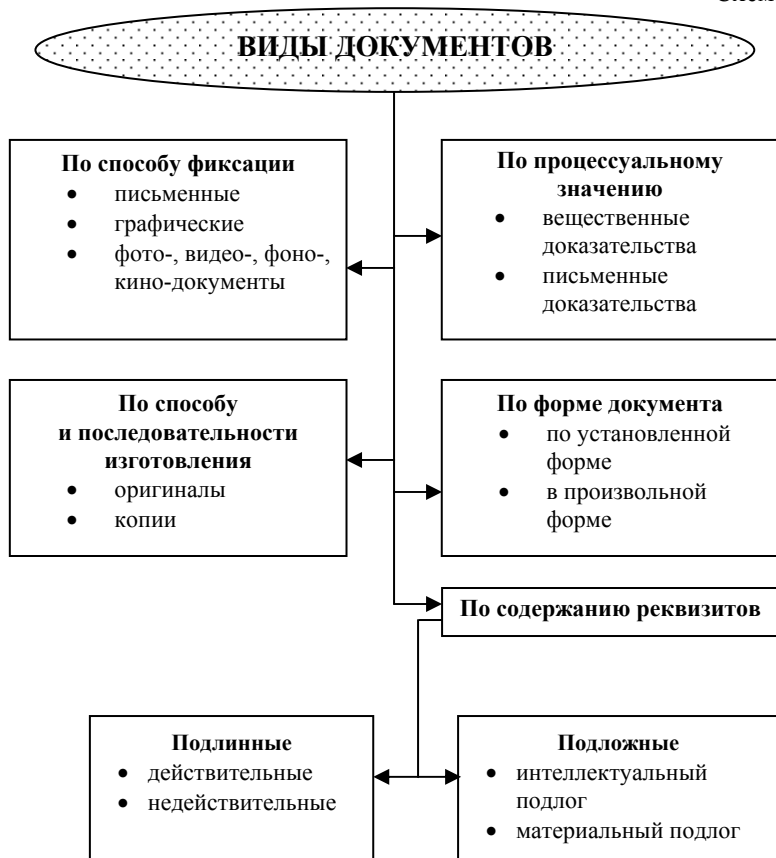 ВИДЫ ДОКУМЕНТОВ
По способу фиксации
• письменные
• графические
• фото-, видео-, фоно-,
кино-документы
По процессуальному
значению
• вещественные
доказательства
• письменные
доказательства
По способу
и последовательности
изготовления
• оригиналы
• копии
По форме документа
• по установленной
форме
• в произвольной
форме
По содержанию реквизитов
Подлинные
• действительные
• недействительные
Подложные
• интеллектуальный
подлог
• материальный подлог